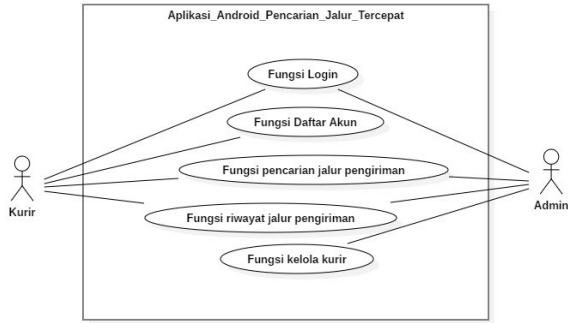 Aplikasi_Android_Pencarian_Jalur_Tercepat
Fungsi Login
Fungsi Daftar Akun
Fungsi pencarian jalur pengiriman
Kurir
Admin
Fungsi riwayat jalur pengiriman
Fungsi kelola kurir